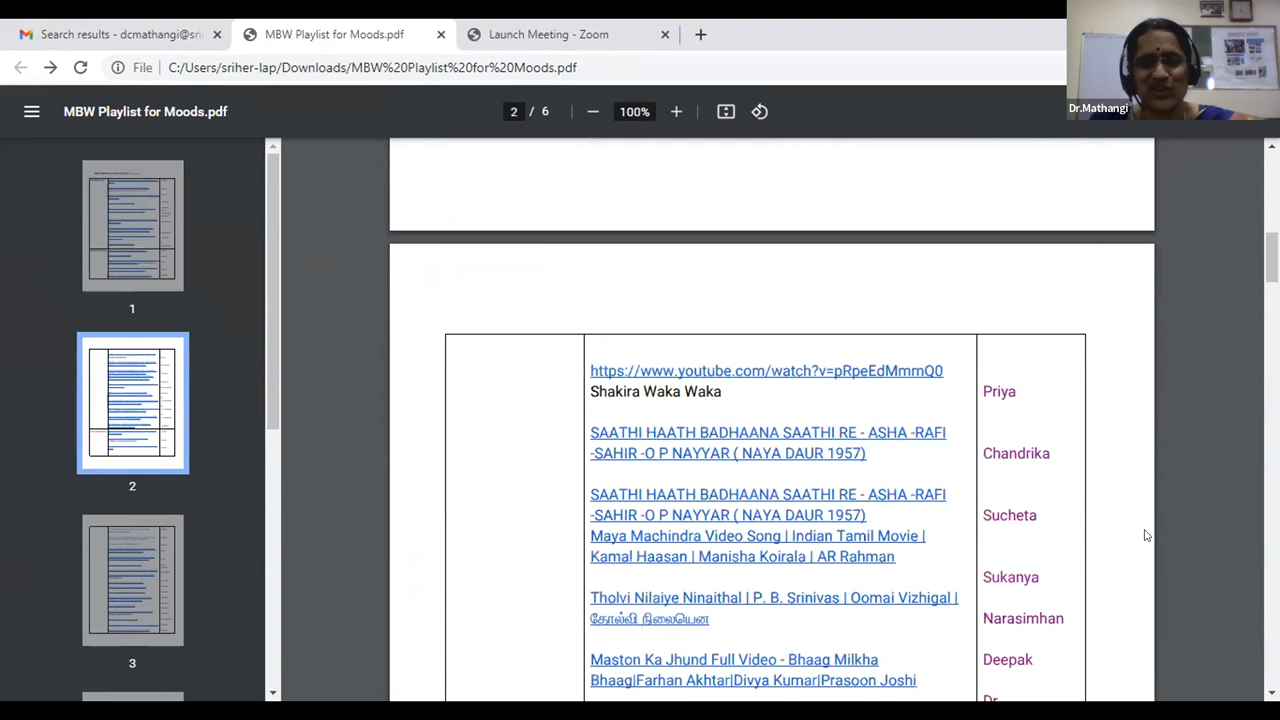 Search results - dcmathangi@sri
MBW Playlist for Moods.pdf
Launch Meeting - Zoom
File
C:/Users/sriher-lap/Downloads/MBW%20Playlist%20for%20Moods.pdf
Dr.Mathangi
MBW Playlist for Moods.pdf
2 / 6
100%
1
2
3
https://www.youtube.com/watch?v=pRpeEdMmmQ0
Shakira Waka Waka
Priya
SAATHI HAATH BADHAANA SAATHI RE - ASHA -RAFI
-SAHIR -O P NAYYAR ( NAYA DAUR 1957)
Chandrika
SAATHI HAATH BADHAANA SAATHI RE - ASHA -RAFI
-SAHIR -O P NAYYAR ( NAYA DAUR 1957)
Sucheta
Maya Machindra Video Song | Indian Tamil Movie |
Kamal Haasan | Manisha Koirala | AR Rahman
Sukanya
Tholvi Nilaiye Ninaithal | P. B. Srinivas | Oomai Vizhigal |
தோல்வி நிலையென
Narasimhan
Maston Ka Jhund Full Video - Bhaag Milkha
Bhaag|Farhan Akhtar|Divya Kumar|Prasoon Joshi
Deepak
Dr